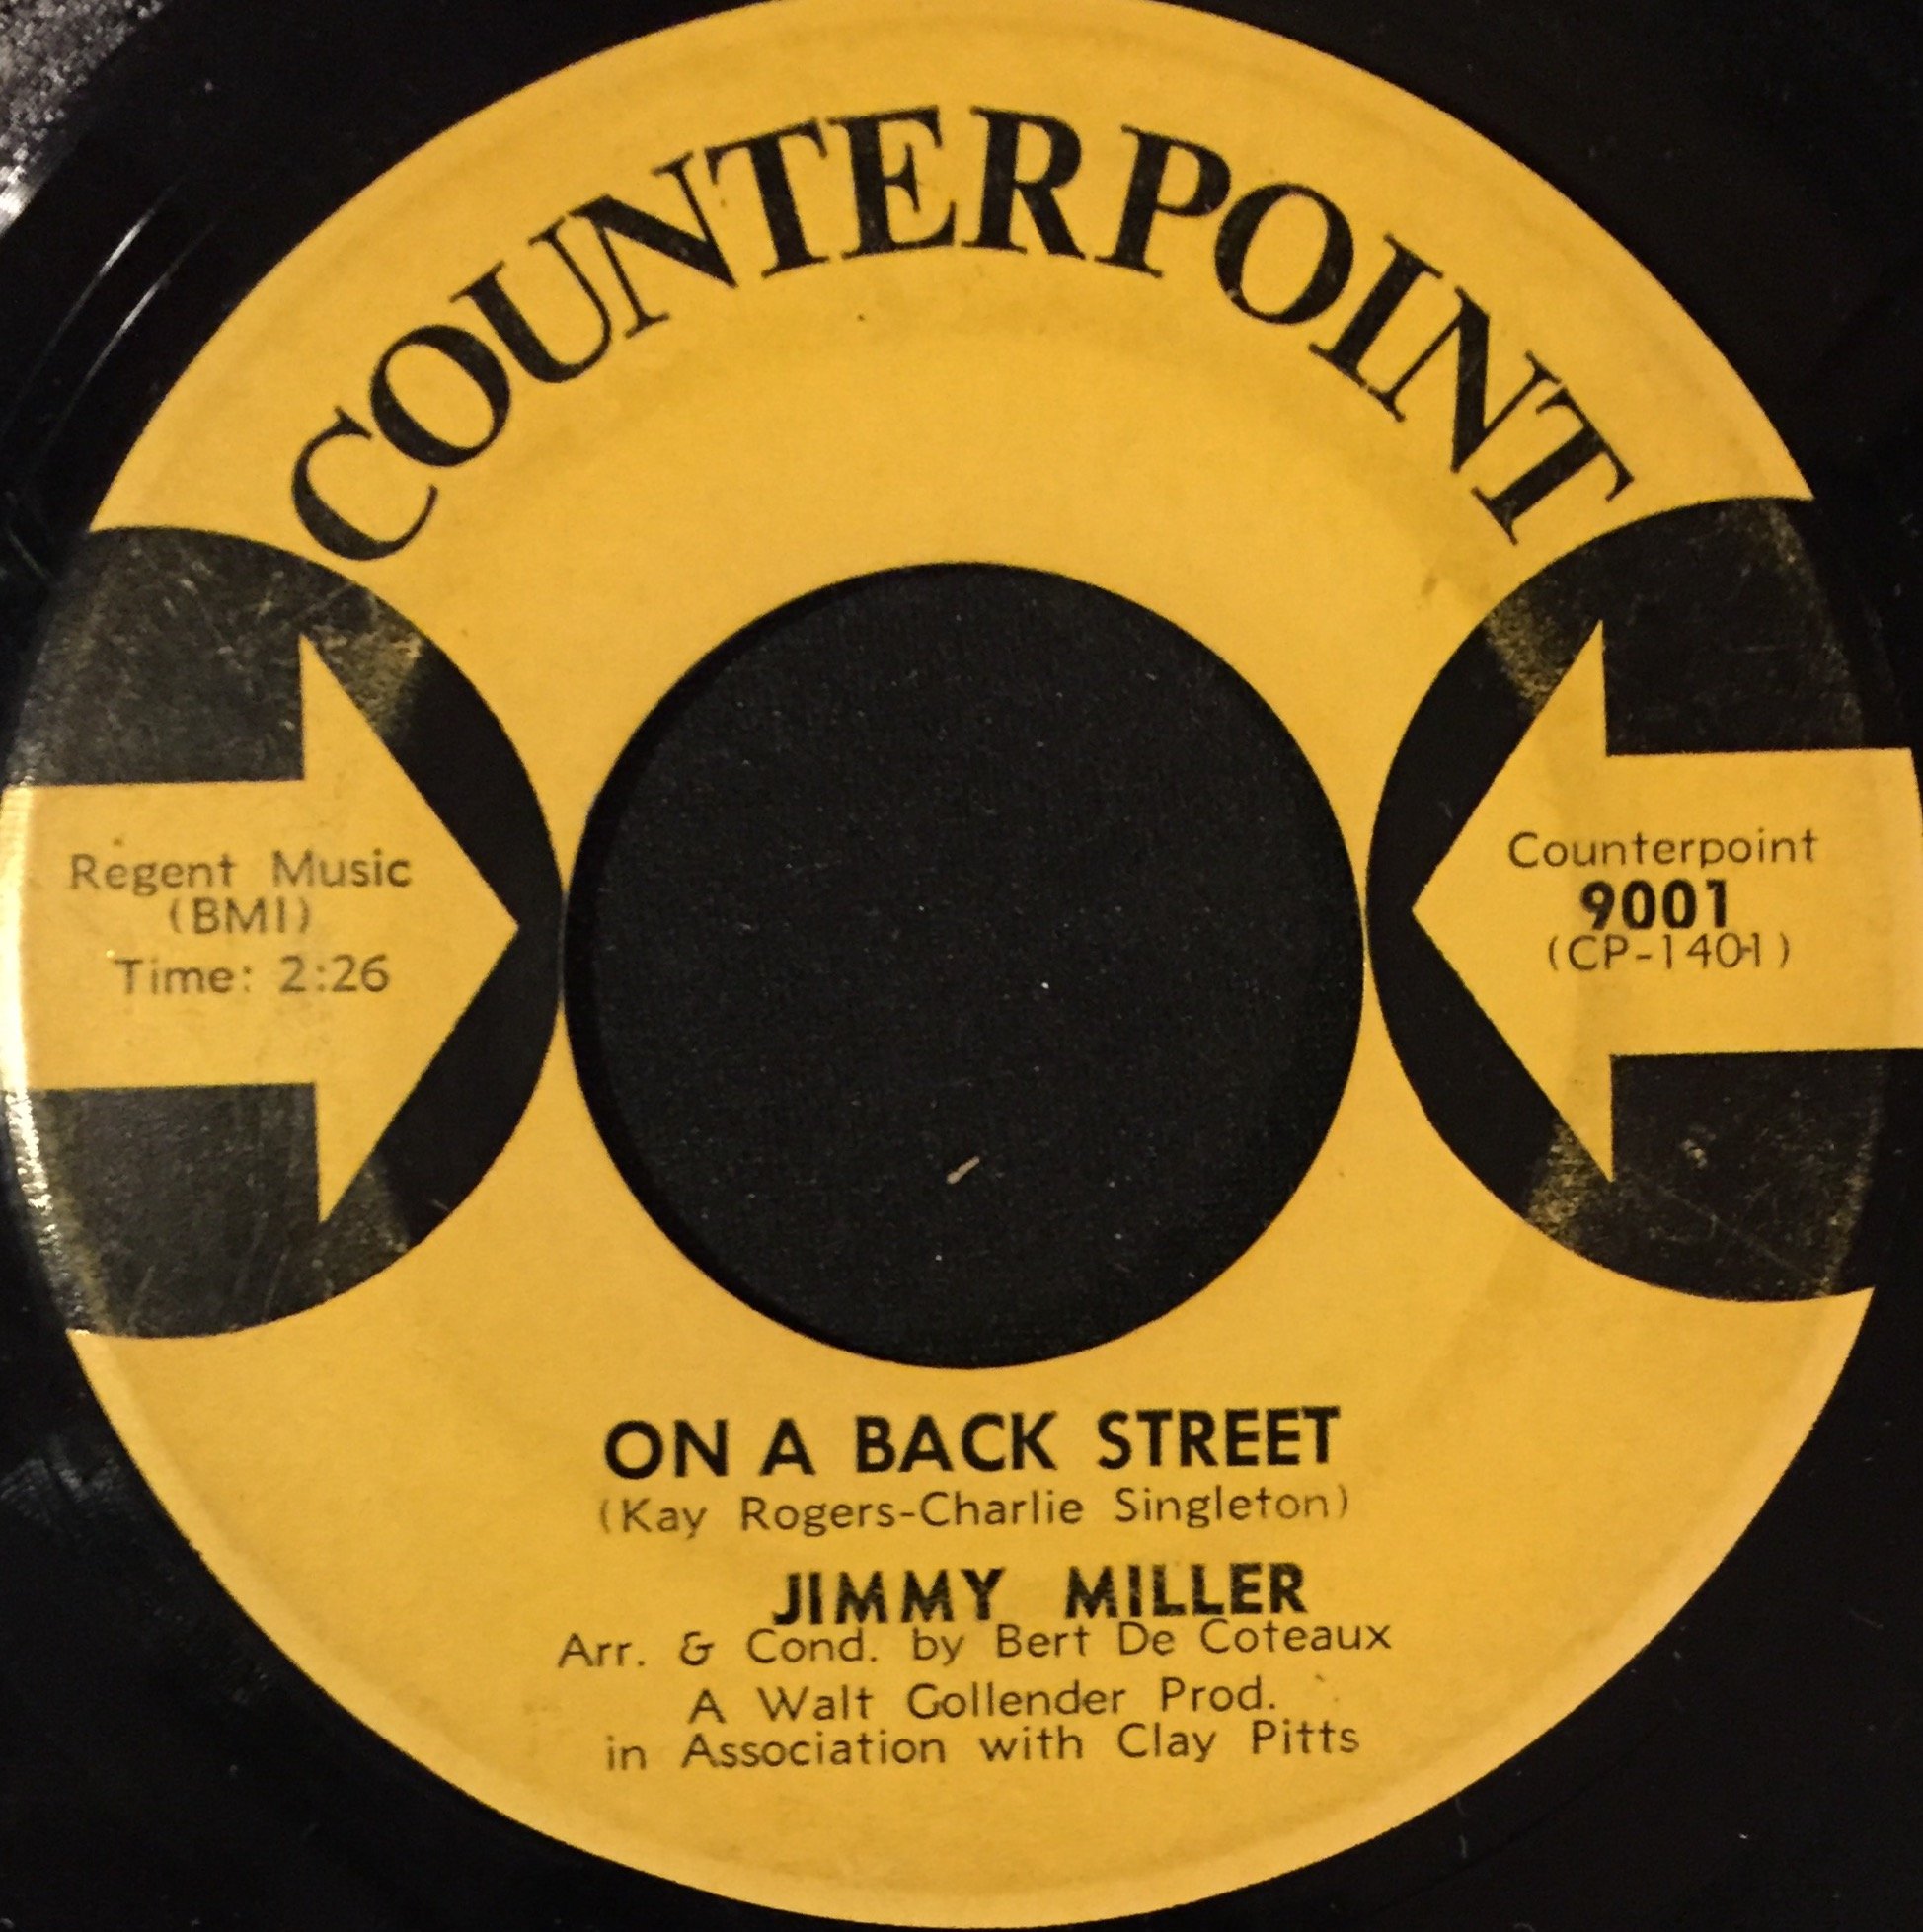 COUNTERPOINT
Regent Music
(BMI)
Time: 2:26
Counterpoint
9001
(CP-1401)
ON A BACK STREET
(Kay Rogers-Charlie Singleton)
JIMMY MILLER
Arr. & Cond. by Bert De Coteaux
A Walt Gollender Prod.
in Association with Clay Pitts